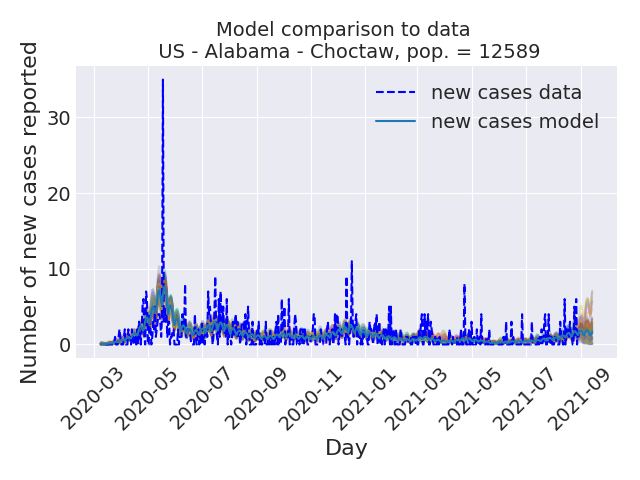 Model comparison to data
US - Alabama - Choctaw, pop. = 12589
Number of new cases reported
30
20
10
0
new cases data
new cases model
2020-03
2020-05
2020-07
2020-09
2020-11
2021-01
2021-03
2021-05
2021-07
2021-09
Day